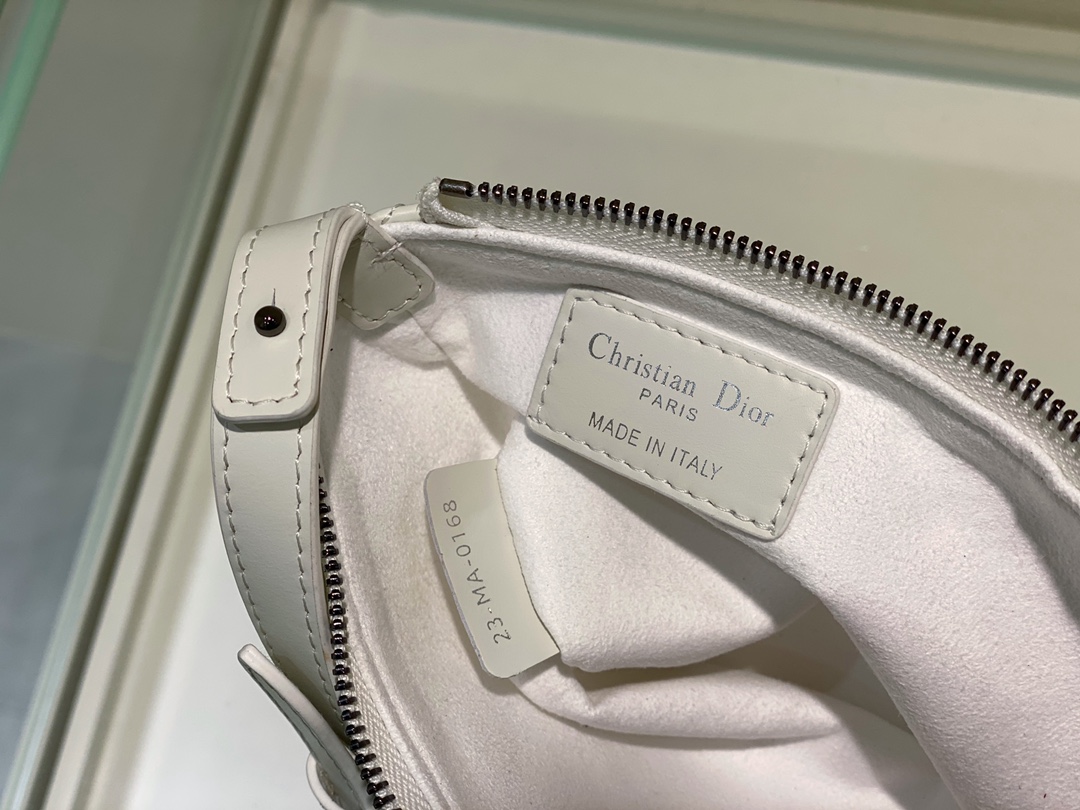 Christian Dior
PARIS
MADE IN ITALY
23-MA-0168